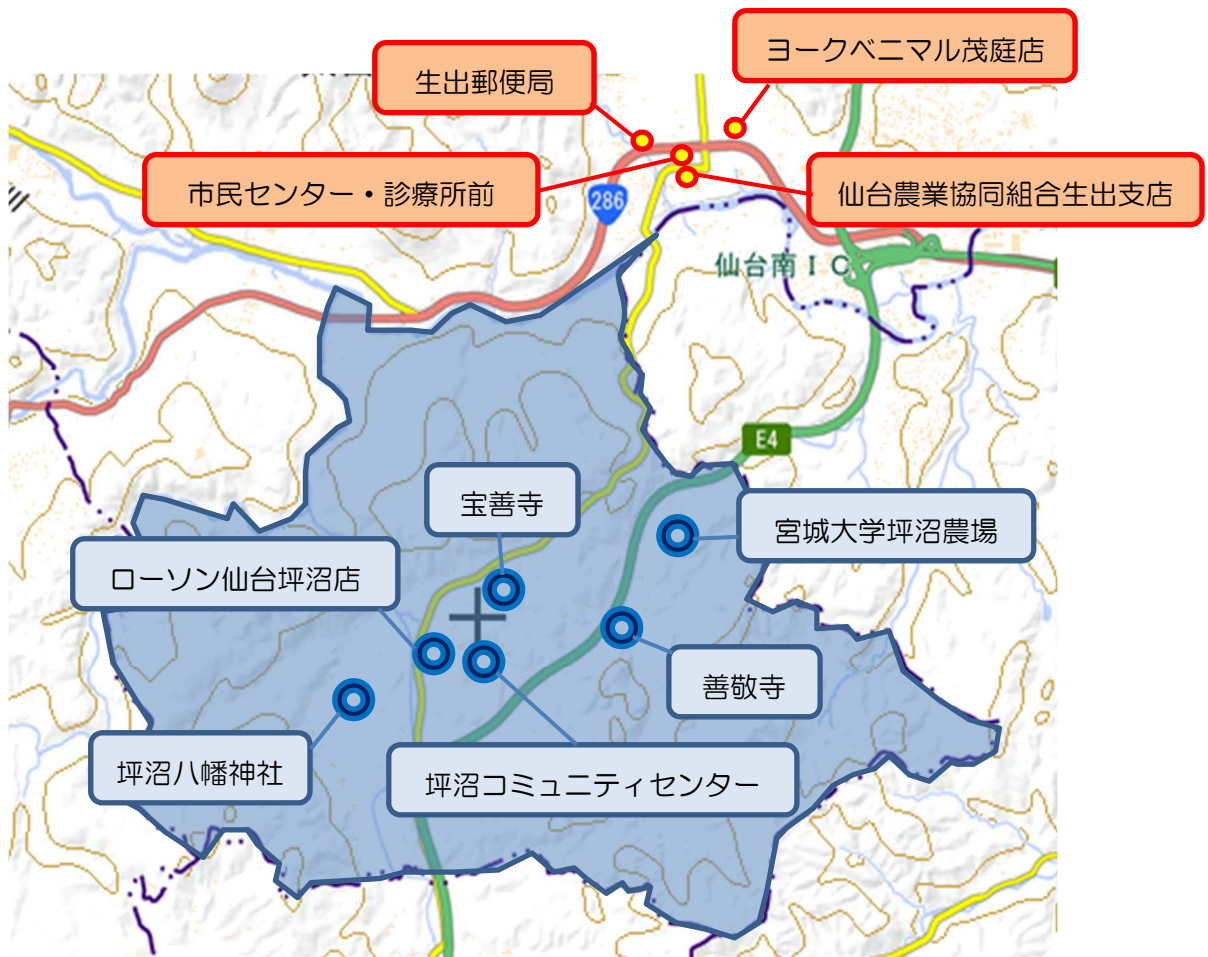 ヨークベニマル茂庭店
生出郵便局
市民センター・診療所前
仙台農業協同組合生出支店
286
仙台南IC
E4
宝善寺
宮城大学坪沼農場
ローソン仙台坪沼店
善敬寺
坪沼八幡神社
坪沼コミュニティセンター